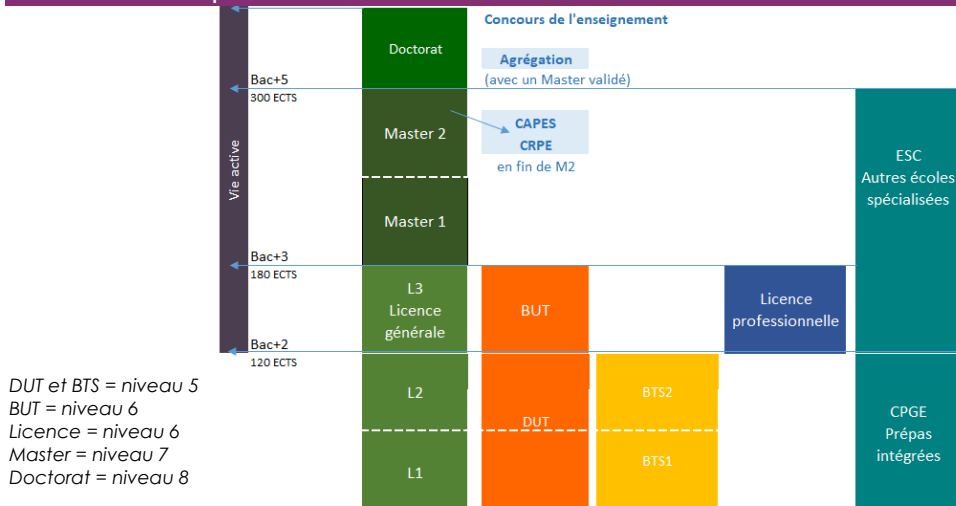 Concours de l'enseignement
Doctorat
Agrégation
(avec un Master validé)
Bac+5
300 ECTS
CAPES
CRPE
en fin de M2
Master 2
Vie active
ESC
Autres écoles
spécialisées
Master 1
Bac+3
180 ECTS
L3
Licence
générale
BUT
Licence
professionnelle
Bac+2
120 ECTS
DUT et BTS = niveau 5
BUT = niveau 6
Licence = niveau 6
Master = niveau 7
Doctorat = niveau 8
L2
BTS2
DUT
CPGE
Prépas
intégrées
L1
BTS1